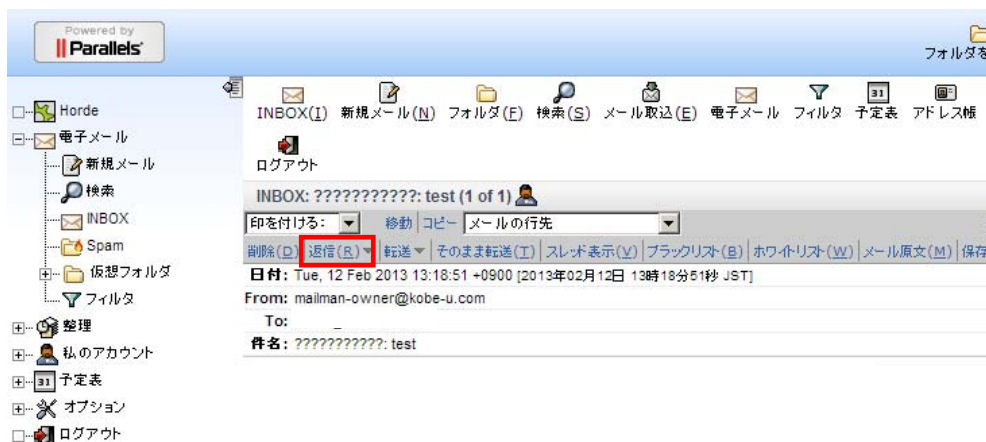 Powered by
Parallels
フォルダを
Horde
電子メール
新規メール
検索
INBOX
Spam
仮想フォルダ
フィルタ
整理
私のアカウント
予定表
オプション
ログアウト
INBOX(I) 新規メール(N) フォルダ(F) 検索(S) メール取込(E) 電子メール フィルタ 予定表 アドレス帳
ログアウト
INBOX: ???????????: test (1 of 1)
印を付ける: 移動 コピー メールの行先
削除(D) 返信(R) 転送 そのまま転送(T) スレッド表示(V) ブラックリスト(B) ホワイトリスト(W) メール原文(M) 保存
日付: Tue, 12 Feb 2013 13:18:51 +0900 [2013年02月12日 13時18分51秒 JST]
From: mailman-owner@kobe-u.com
To:
件名: ???????????: test